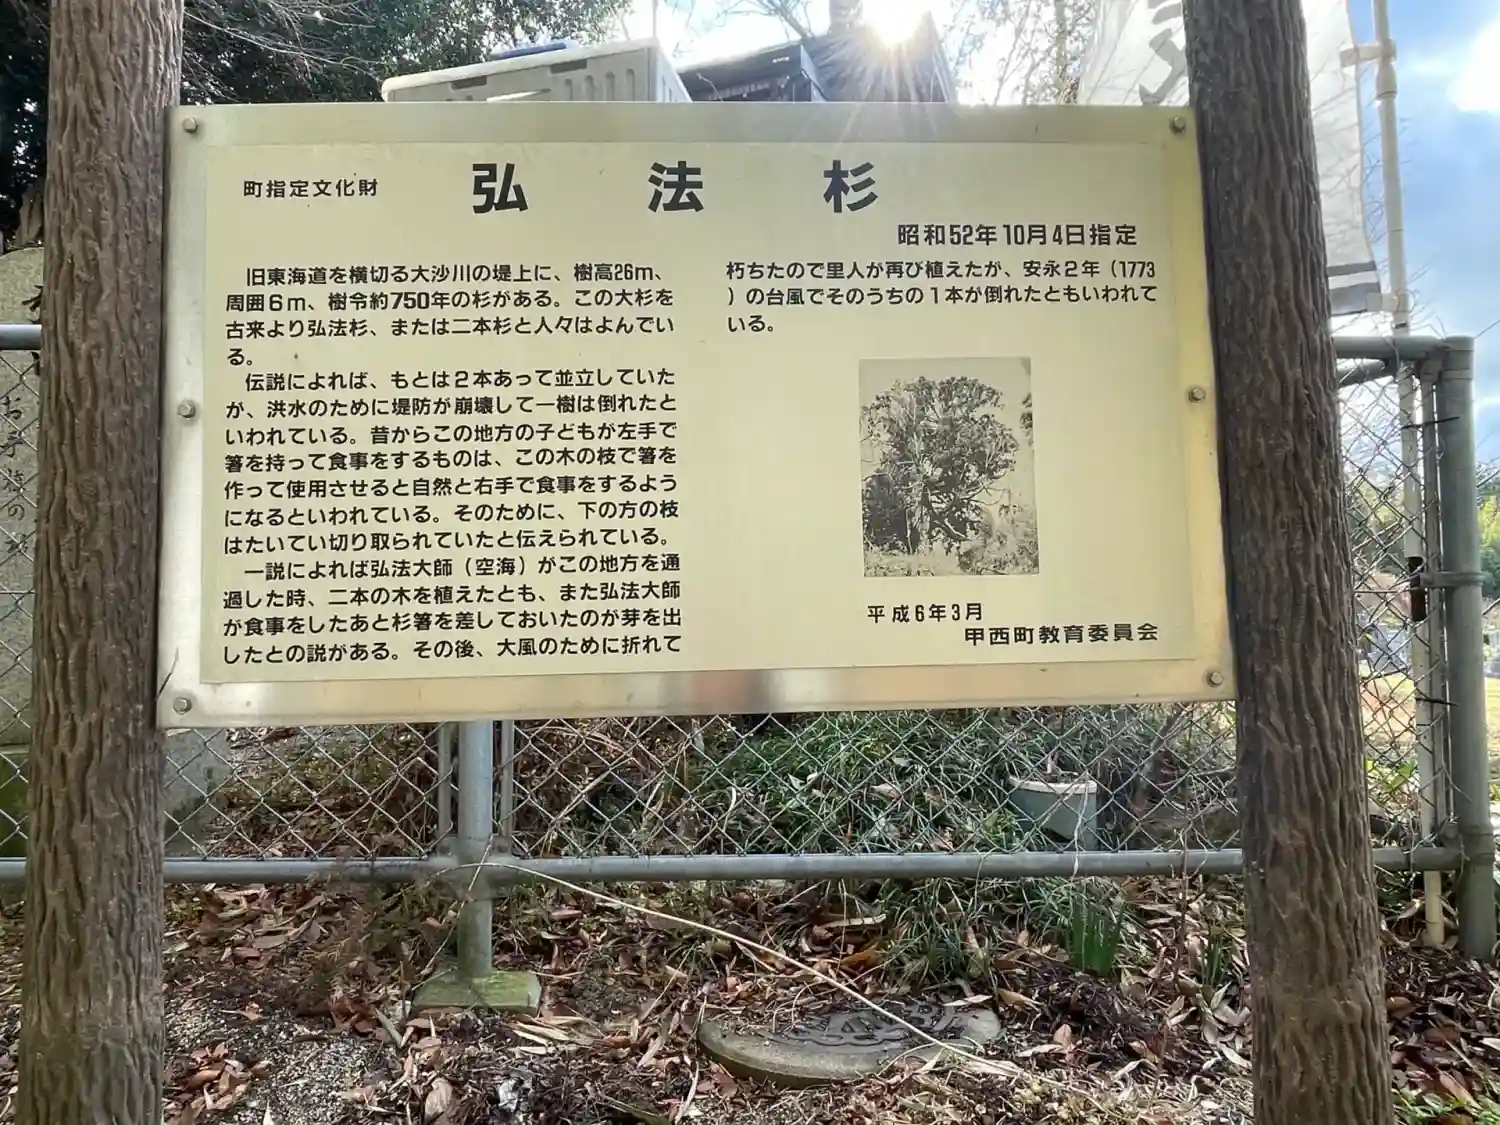 町指定文化財
弘法杉
昭和52年10月4日指定
旧東海道を横切る大沙川の堤上に、樹高26m、
周囲6m、樹令約750年の杉がある。この大杉を
古来より弘法杉、または二本杉と人々はよんでい
る。
伝説によれば、もとは2本あって並立していた
が、洪水のために堤防が崩壊して一樹は倒れたと
いわれている。昔からこの地方の子どもが左手で
箸を持って食事をするものは、この木の枝で箸を
作って使用させると自然と右手で食事をするよう
になるといわれている。そのために、下の方の枝
はたいてい切り取られていたと伝えられている。
一説によれば弘法大師（空海）がこの地方を通
過した時、二本の木を植えたとも、また弘法大師
が食事をしたあと杉箸を差しておいたのが芽を出
したとの説がある。その後、大風のために折れて
朽ちたので里人が再び植えたが、安永2年（1773
）の台風でそのうちの1本が倒れたともいわれて
いる。
平成6年3月
甲西町教育委員会